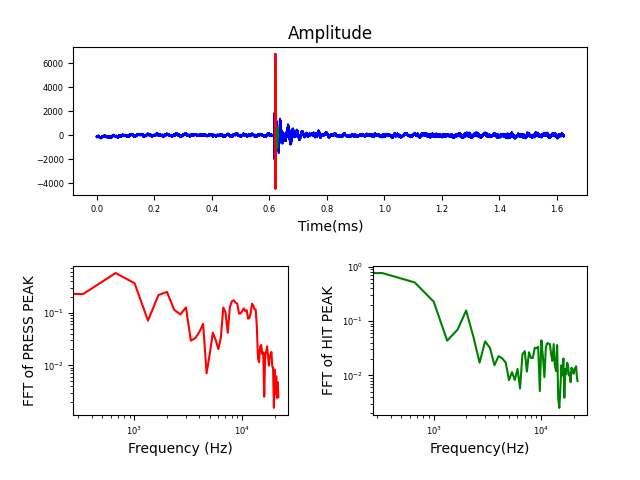 Amplitude
6000
4000
2000
0
−2000
−4000
0.0 0.2 0.4 0.6 0.8 1.0 1.2 1.4 1.6
Time(ms)
FFT of PRESS PEAK
10⁻¹
10⁻²
10³ 10⁴
Frequency (Hz)
FFT of HIT PEAK
10⁰
10⁻¹
10⁻²
10³ 10⁴
Frequency(Hz)